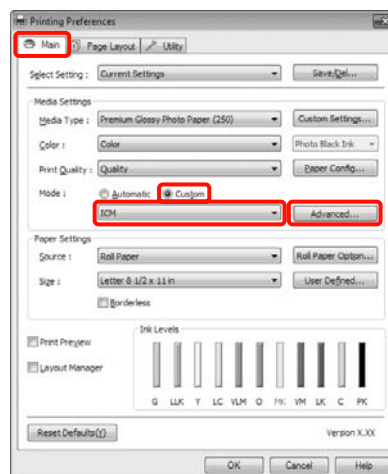 Printing Preferences
Main Page Layout Utility
Select Setting : Current Settings Save/Del...
Media Settings
Media Type : Premium Glossy Photo Paper (250) Custom Settings...
Color : Color Photo Black Ink
Print Quality : Quality Paper Config...
Mode : Automatic Custom
ICM Advanced...
Paper Settings
Source : Roll Paper Roll Paper Option...
Size : Letter 8 1/2 x 11 in User Defined...
Borderless
Print Preview
Layout Manager
Ink Levels
G LLK Y LC VLM O MK VM LK C PK
Reset Defaults(Y) Version X.XX
OK Cancel Help